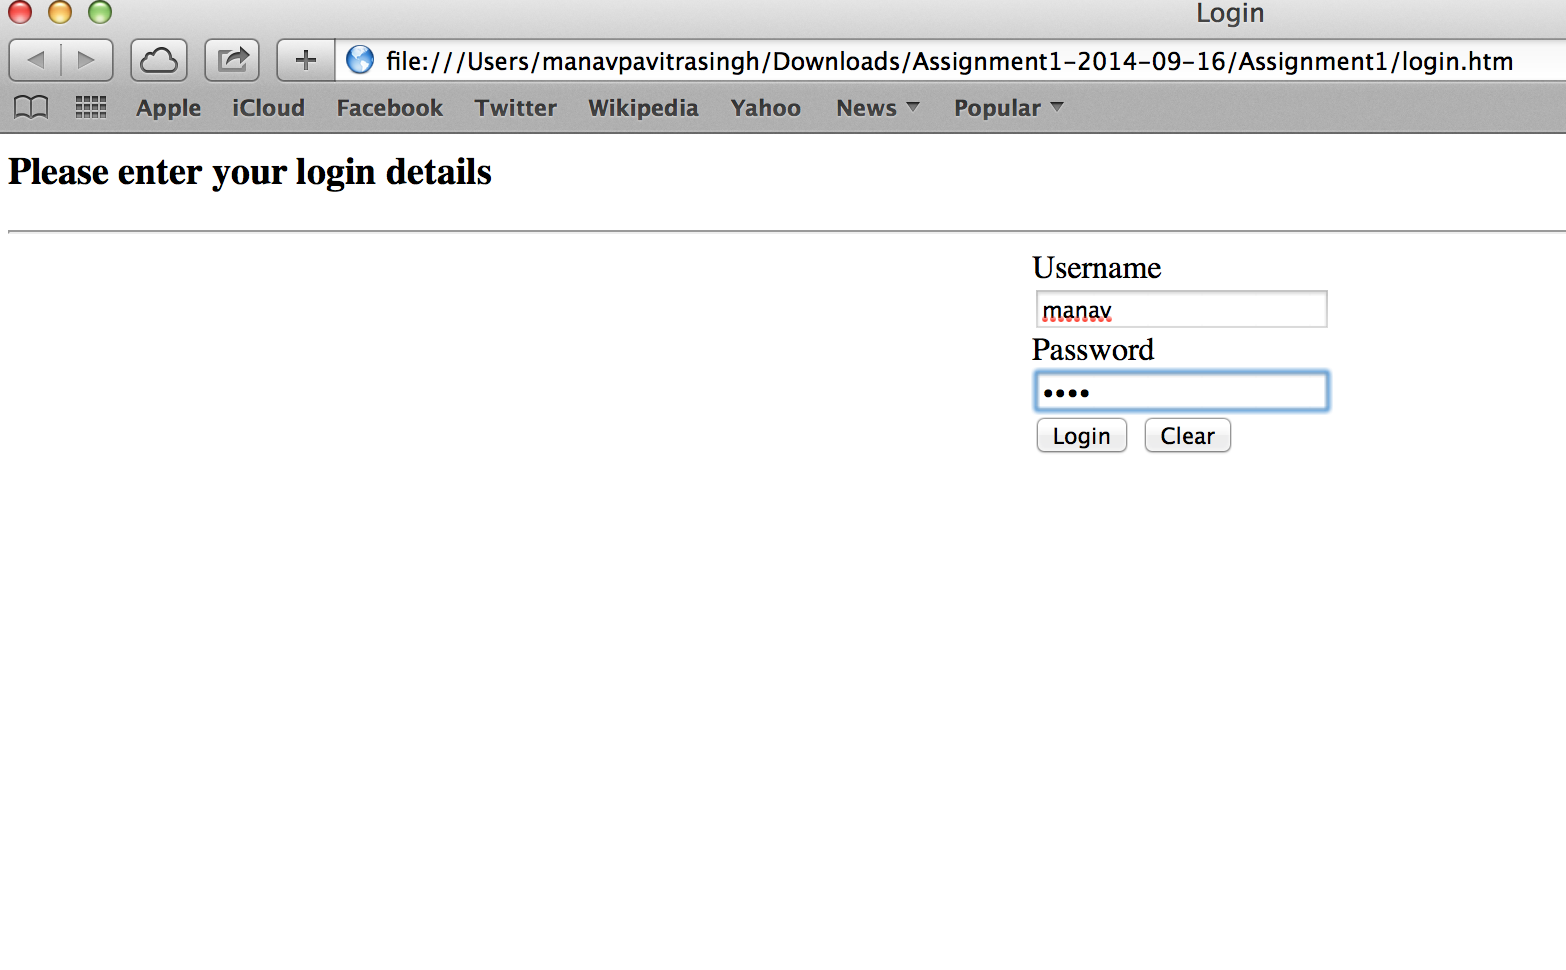 Login
file:///Users/manavpavitrasingh/Downloads/Assignment1-2014-09-16/Assignment1/login.htm
Apple iCloud Facebook Twitter Wikipedia Yahoo News Popular
Please enter your login details
Username
manav
Password
••••
Login Clear